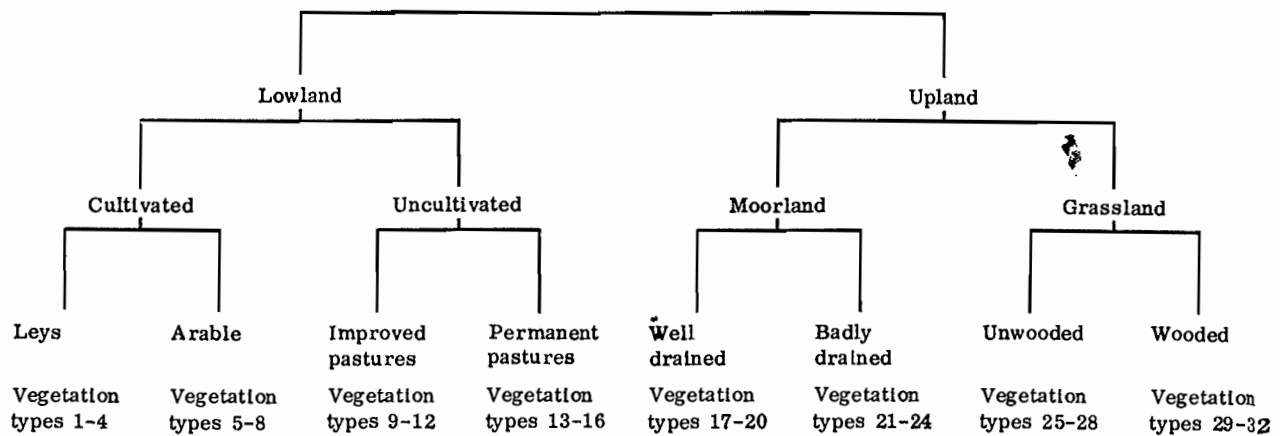 Lowland
Upland
Cultivated
Uncultivated
Moorland
Grassland
Leys
Arable
Improved
pastures
Permanent
pastures
Well
drained
Badly
drained
Unwooded
Wooded
Vegetation
types 1-4
Vegetation
types 5-8
Vegetation
types 9-12
Vegetation
types 13-16
Vegetation
types 17-20
Vegetation
types 21-24
Vegetation
types 25-28
Vegetation
types 29-32